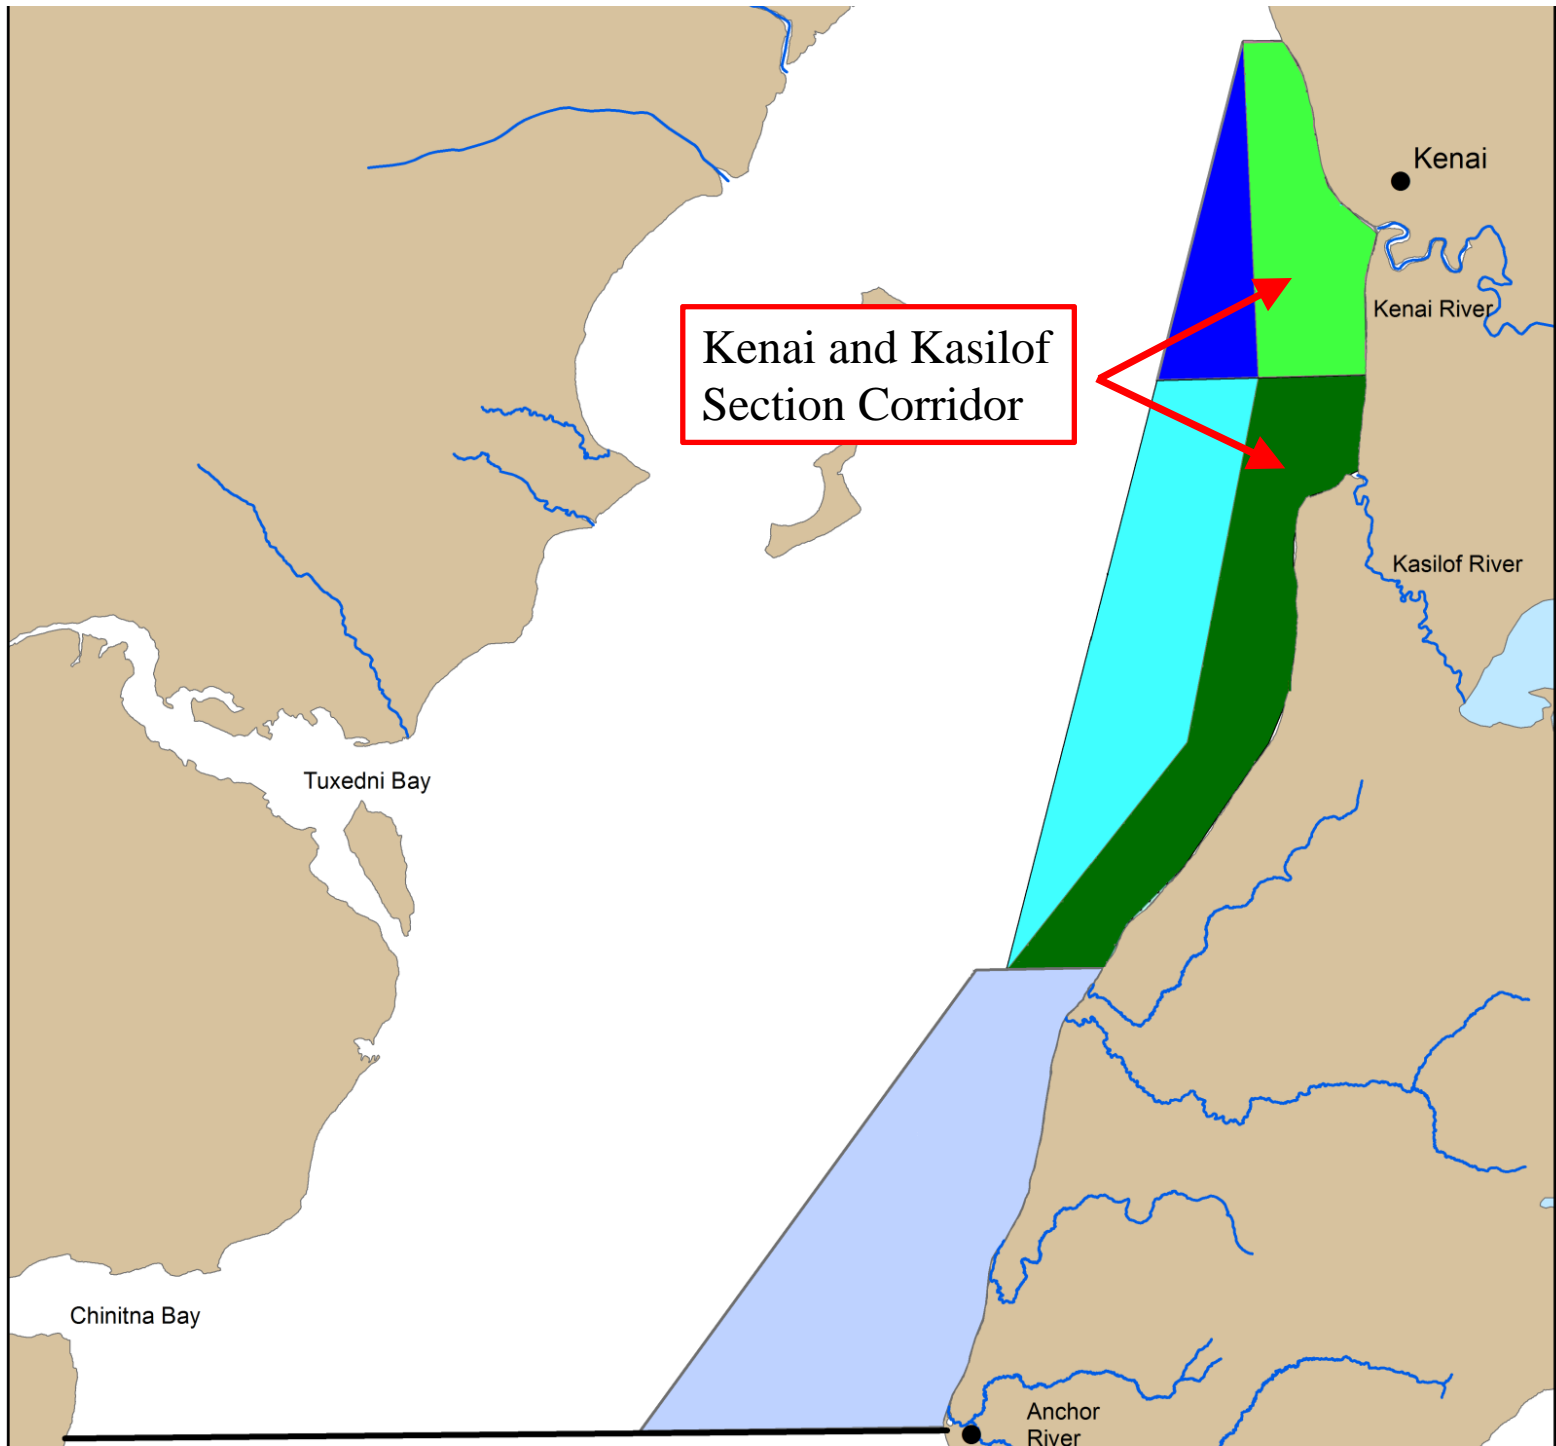 Kenai
Kenai River
Kenai and Kasilof
Section Corridor
Kasilof River
Tuxedni Bay
Chinitna Bay
Anchor
River